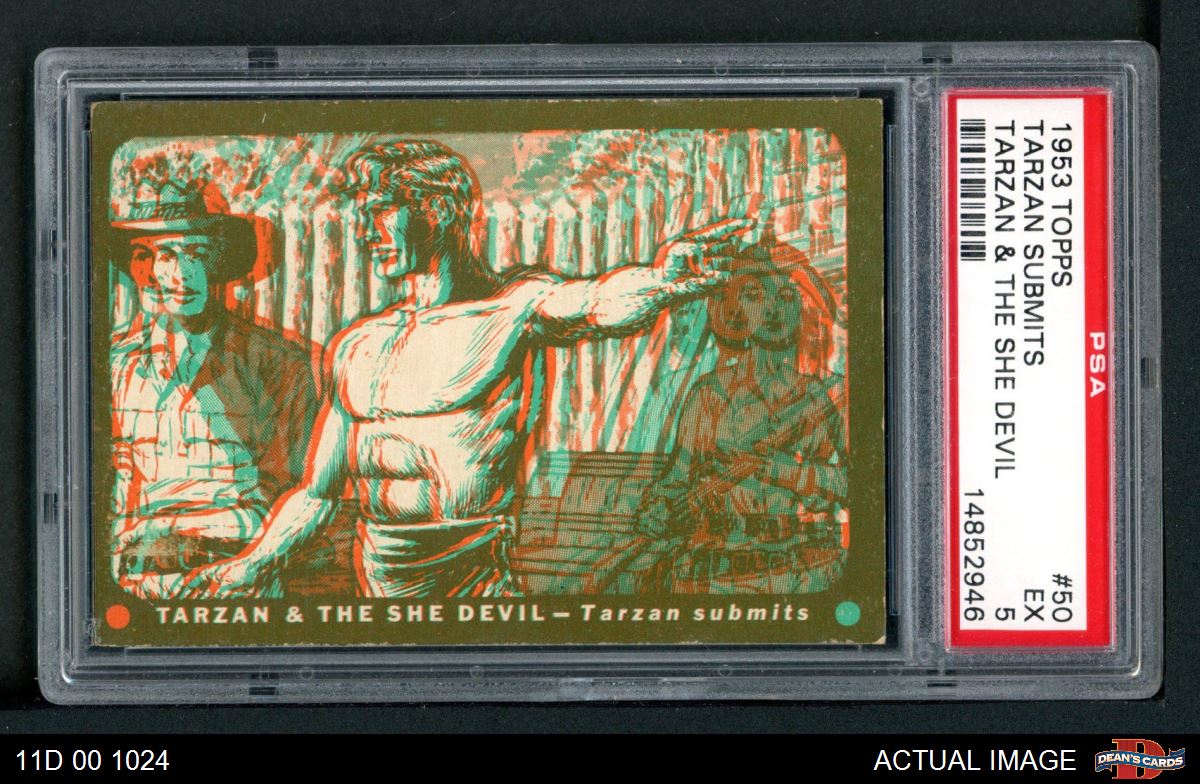 TARZAN & THE SHE DEVIL — Tarzan submits
PSA
1953 TOPPS
TARZAN SUBMITS
TARZAN & THE SHE DEVIL
#50
EX
5
14852946
11D 00 1024
ACTUAL IMAGE
D
DEAN'S CARDS